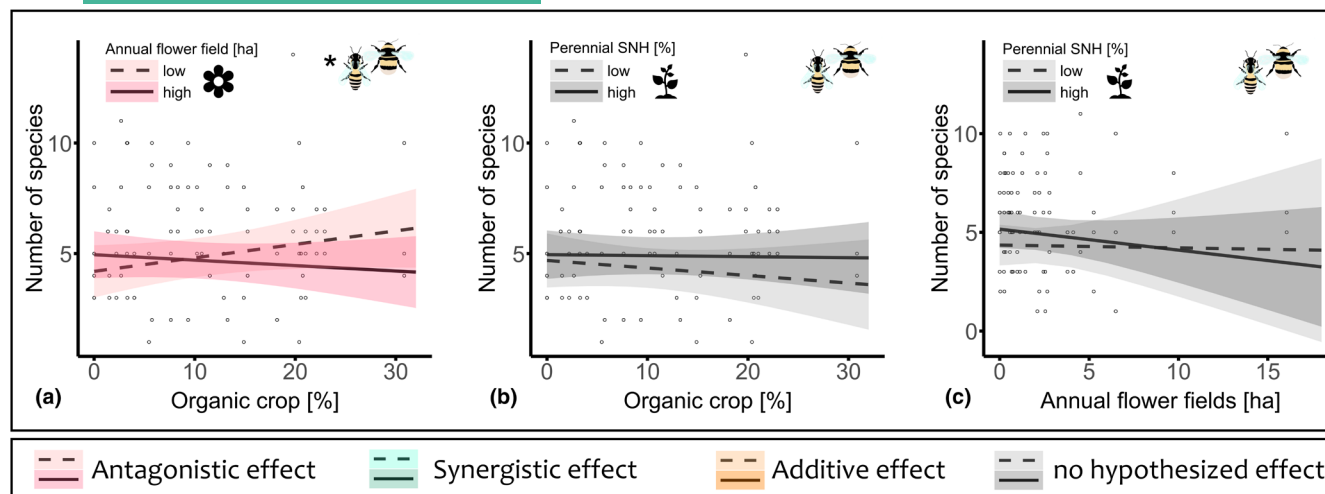 Annual flower field [ha]
low
high
*
Number of species
10
5
0
10
20
30
(a)
Organic crop [%]
Perennial SNH [%]
low
high
Number of species
10
5
0
10
20
30
(b)
Organic crop [%]
Perennial SNH [%]
low
high
Number of species
10
5
0
0
5
10
15
(c)
Annual flower fields [ha]
Antagonistic effect
Synergistic effect
Additive effect
no hypothesized effect